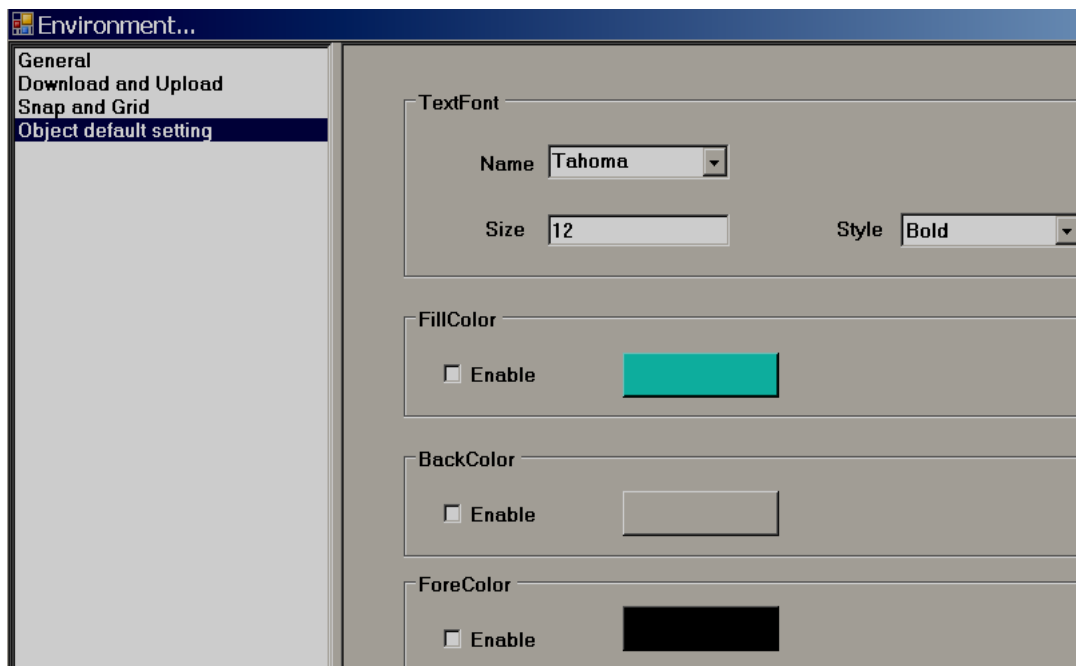 Environment...
General
Download and Upload
Snap and Grid
Object default setting
TextFont
Name Tahoma
Size 12 Style Bold
FillColor
Enable
BackColor
Enable
ForeColor
Enable